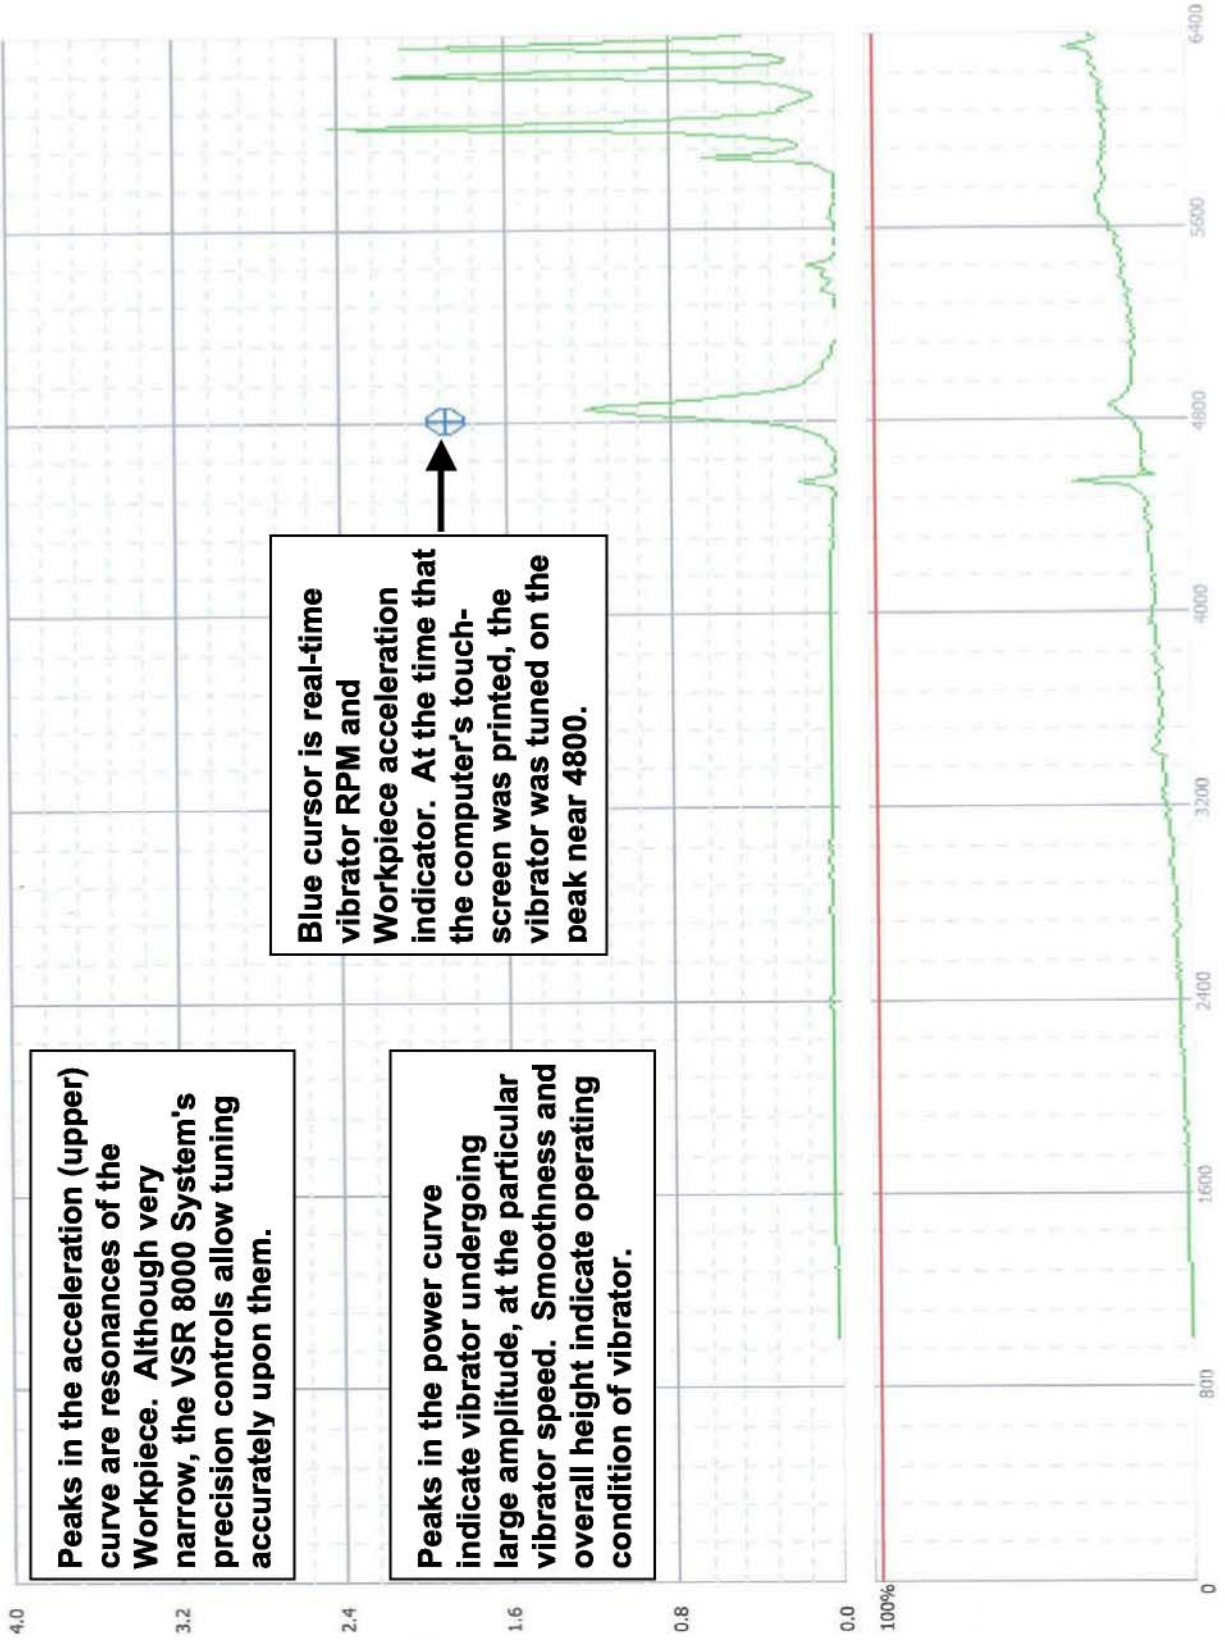 Peaks in the acceleration (upper)
curve are resonances of the
Workpiece. Although very
narrow, the VSR 8000 System's
precision controls allow tuning
accurately upon them.
Blue cursor is real-time
vibrator RPM and
Workpiece acceleration
indicator. At the time that
the computer's touch-
screen was printed, the
vibrator was tuned on the
peak near 4800.
Peaks in the power curve
indicate vibrator undergoing
large amplitude, at the particular
vibrator speed. Smoothness and
overall height indicate operating
condition of vibrator.
4.0
3.2
2.4
1.6
0.8
0.0
100%
0
800
1600
2400
3200
4000
4800
5600
6400